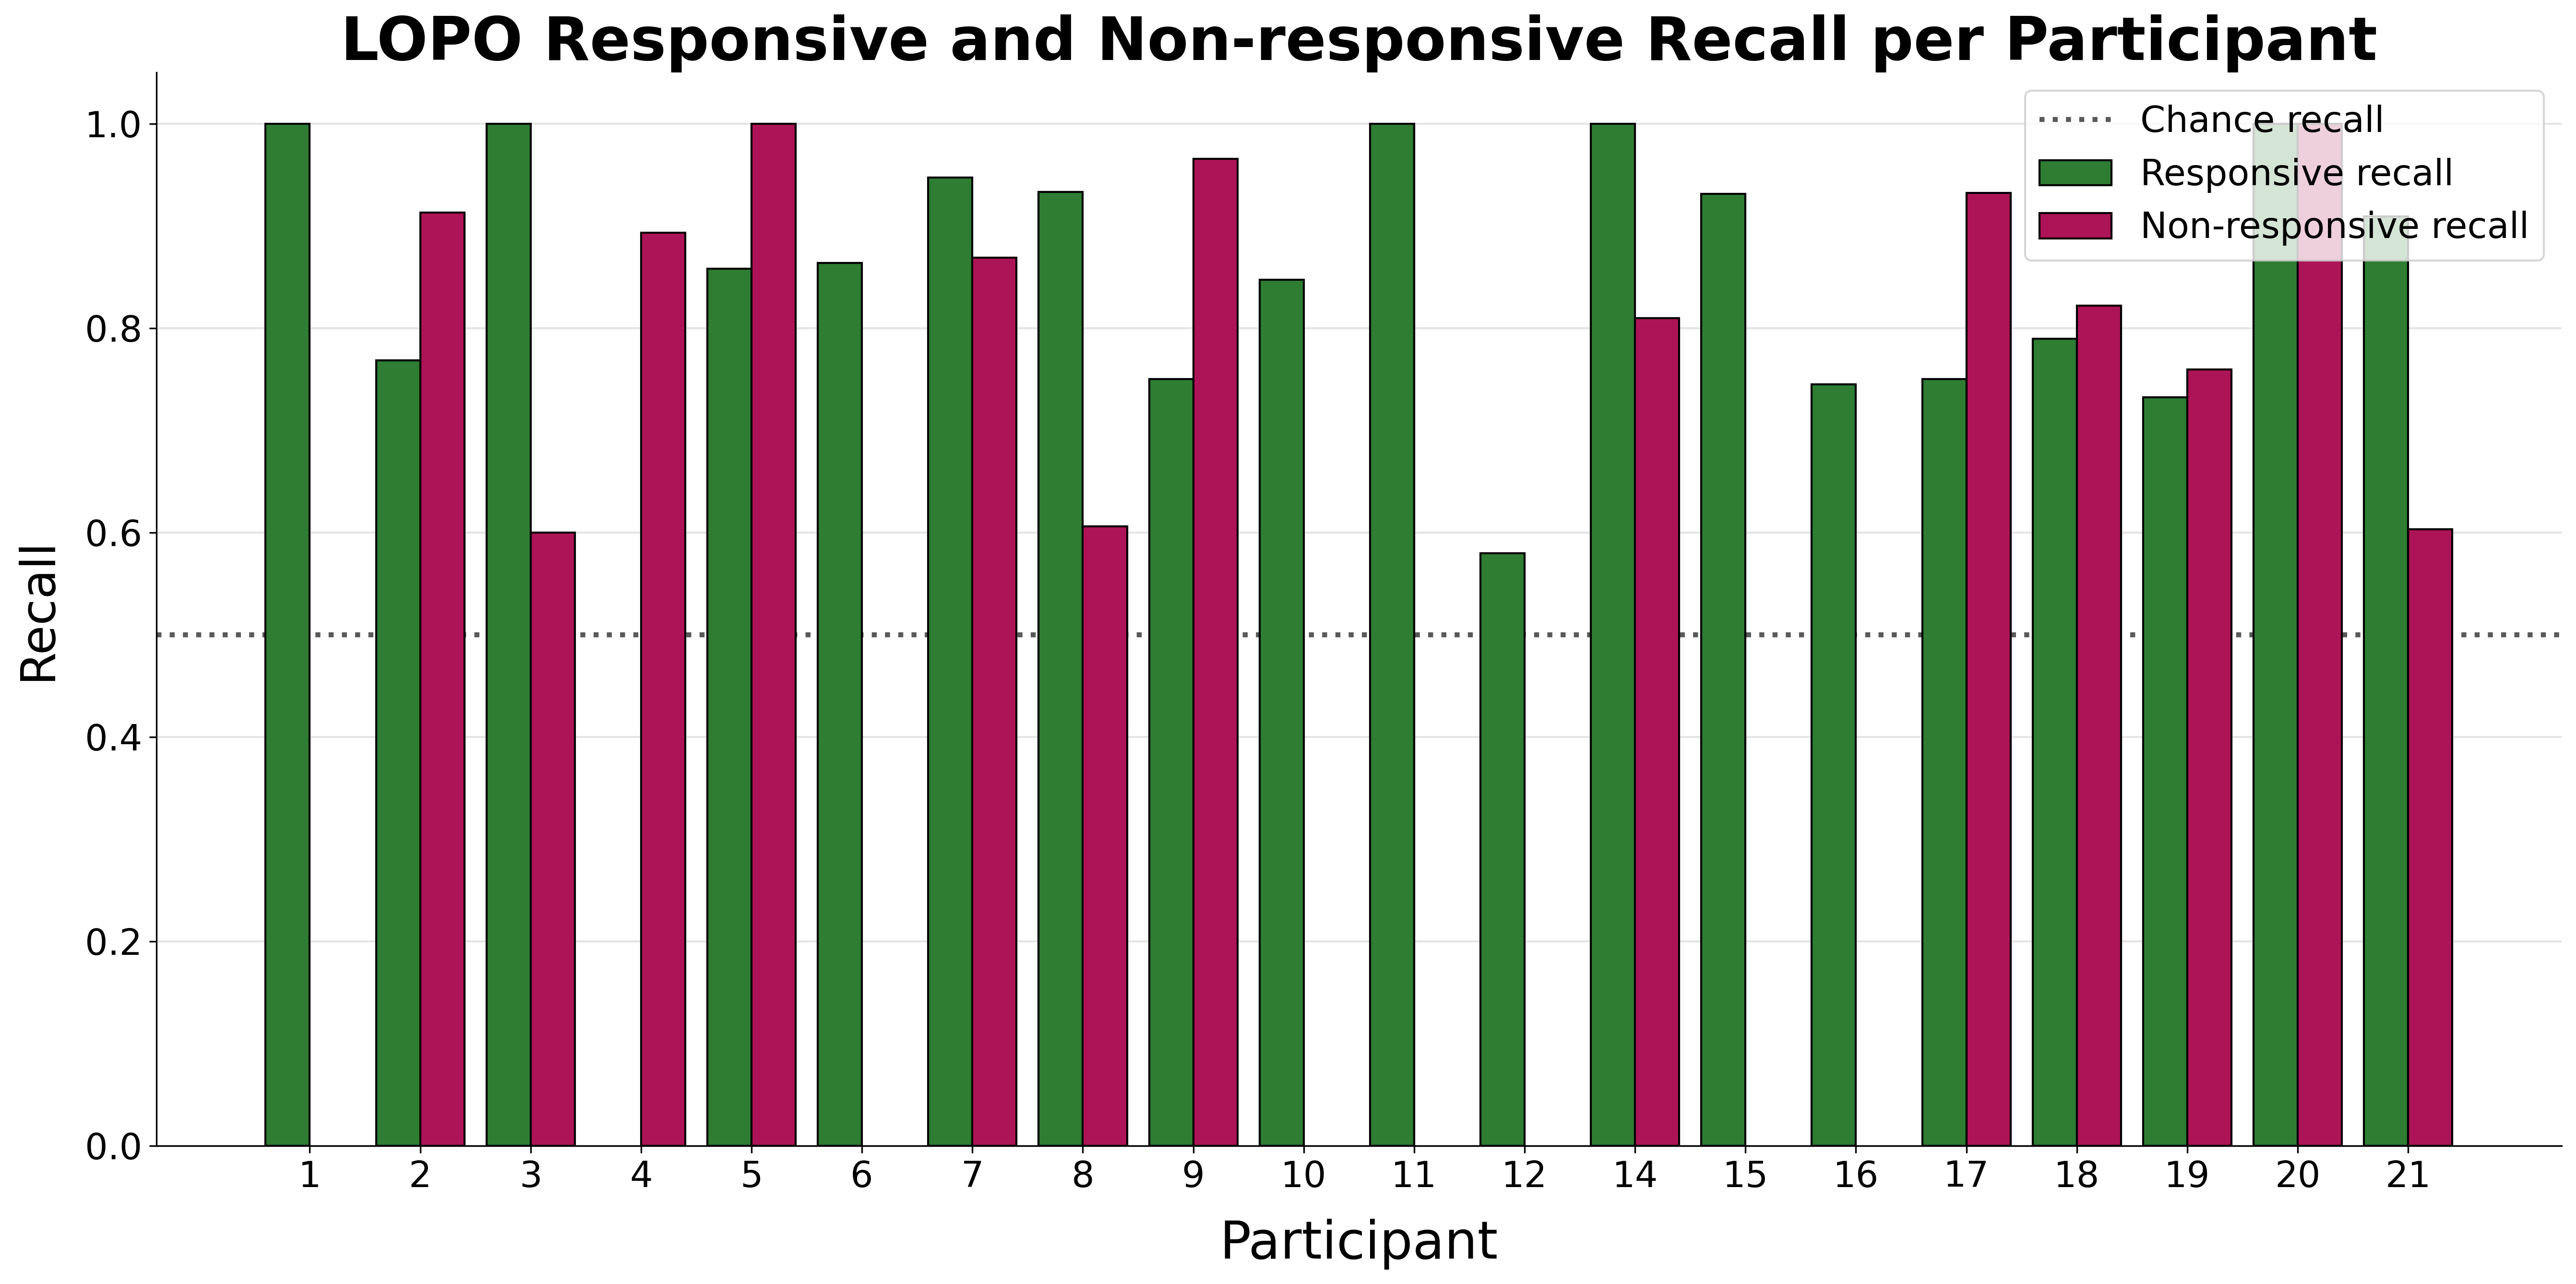 LOPO Responsive and Non-responsive Recall per Participant
Chance recall
Responsive recall
Non-responsive recall
1.0
0.8
0.6
0.4
0.2
0.0
Recall
1 2 3 4 5 6 7 8 9 10 11 12 14 15 16 17 18 19 20 21
Participant